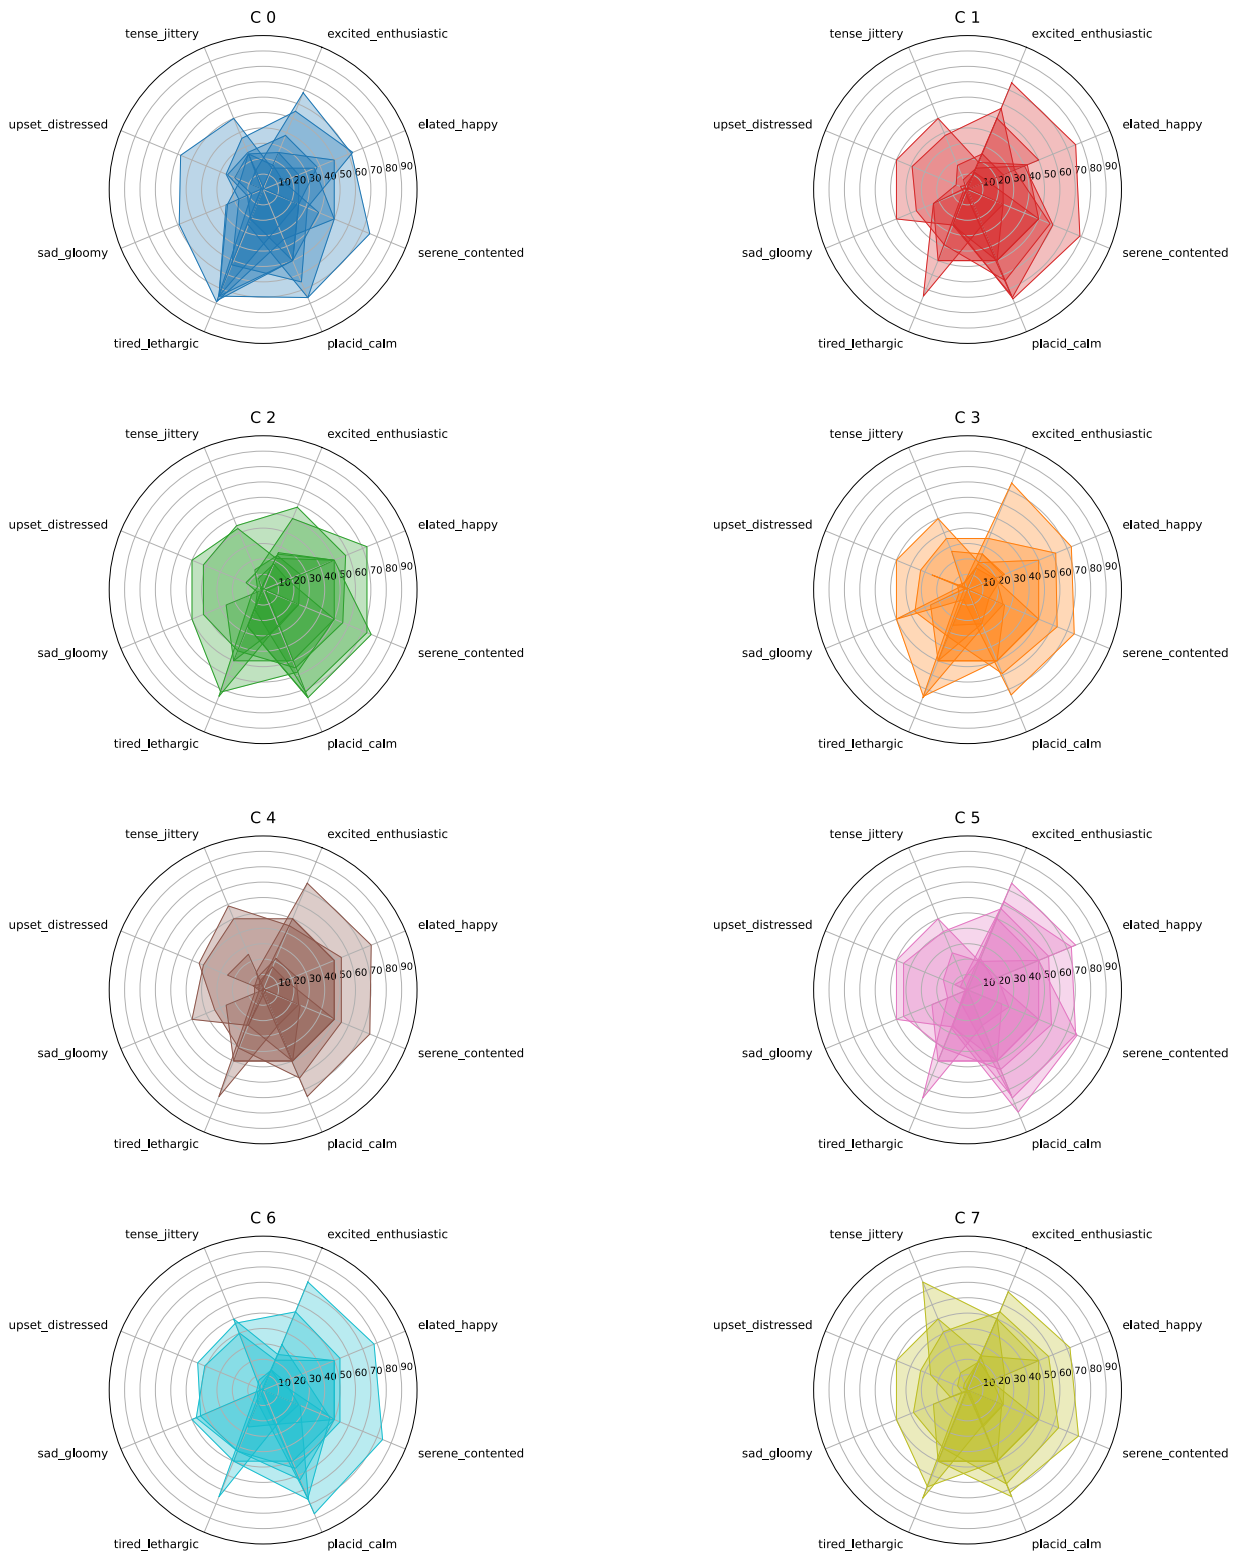 C 0
tense_jittery excited_enthusiastic
upset_distressed elated_happy
10 20 30 40 50 60 70 80 90
sad_gloomy serene_contented
tired_lethargic placid_calm
C 1
tense_jittery excited_enthusiastic
upset_distressed elated_happy
10 20 30 40 50 60 70 80 90
sad_gloomy serene_contented
tired_lethargic placid_calm
C 2
tense_jittery excited_enthusiastic
upset_distressed elated_happy
10 20 30 40 50 60 70 80 90
sad_gloomy serene_contented
tired_lethargic placid_calm
C 3
tense_jittery excited_enthusiastic
upset_distressed elated_happy
10 20 30 40 50 60 70 80 90
sad_gloomy serene_contented
tired_lethargic placid_calm
C 4
tense_jittery excited_enthusiastic
upset_distressed elated_happy
10 20 30 40 50 60 70 80 90
sad_gloomy serene_contented
tired_lethargic placid_calm
C 5
tense_jittery excited_enthusiastic
upset_distressed elated_happy
10 20 30 40 50 60 70 80 90
sad_gloomy serene_contented
tired_lethargic placid_calm
C 6
tense_jittery excited_enthusiastic
upset_distressed elated_happy
10 20 30 40 50 60 70 80 90
sad_gloomy serene_contented
tired_lethargic placid_calm
C 7
tense_jittery excited_enthusiastic
upset_distressed elated_happy
10 20 30 40 50 60 70 80 90
sad_gloomy serene_contented
tired_lethargic placid_calm